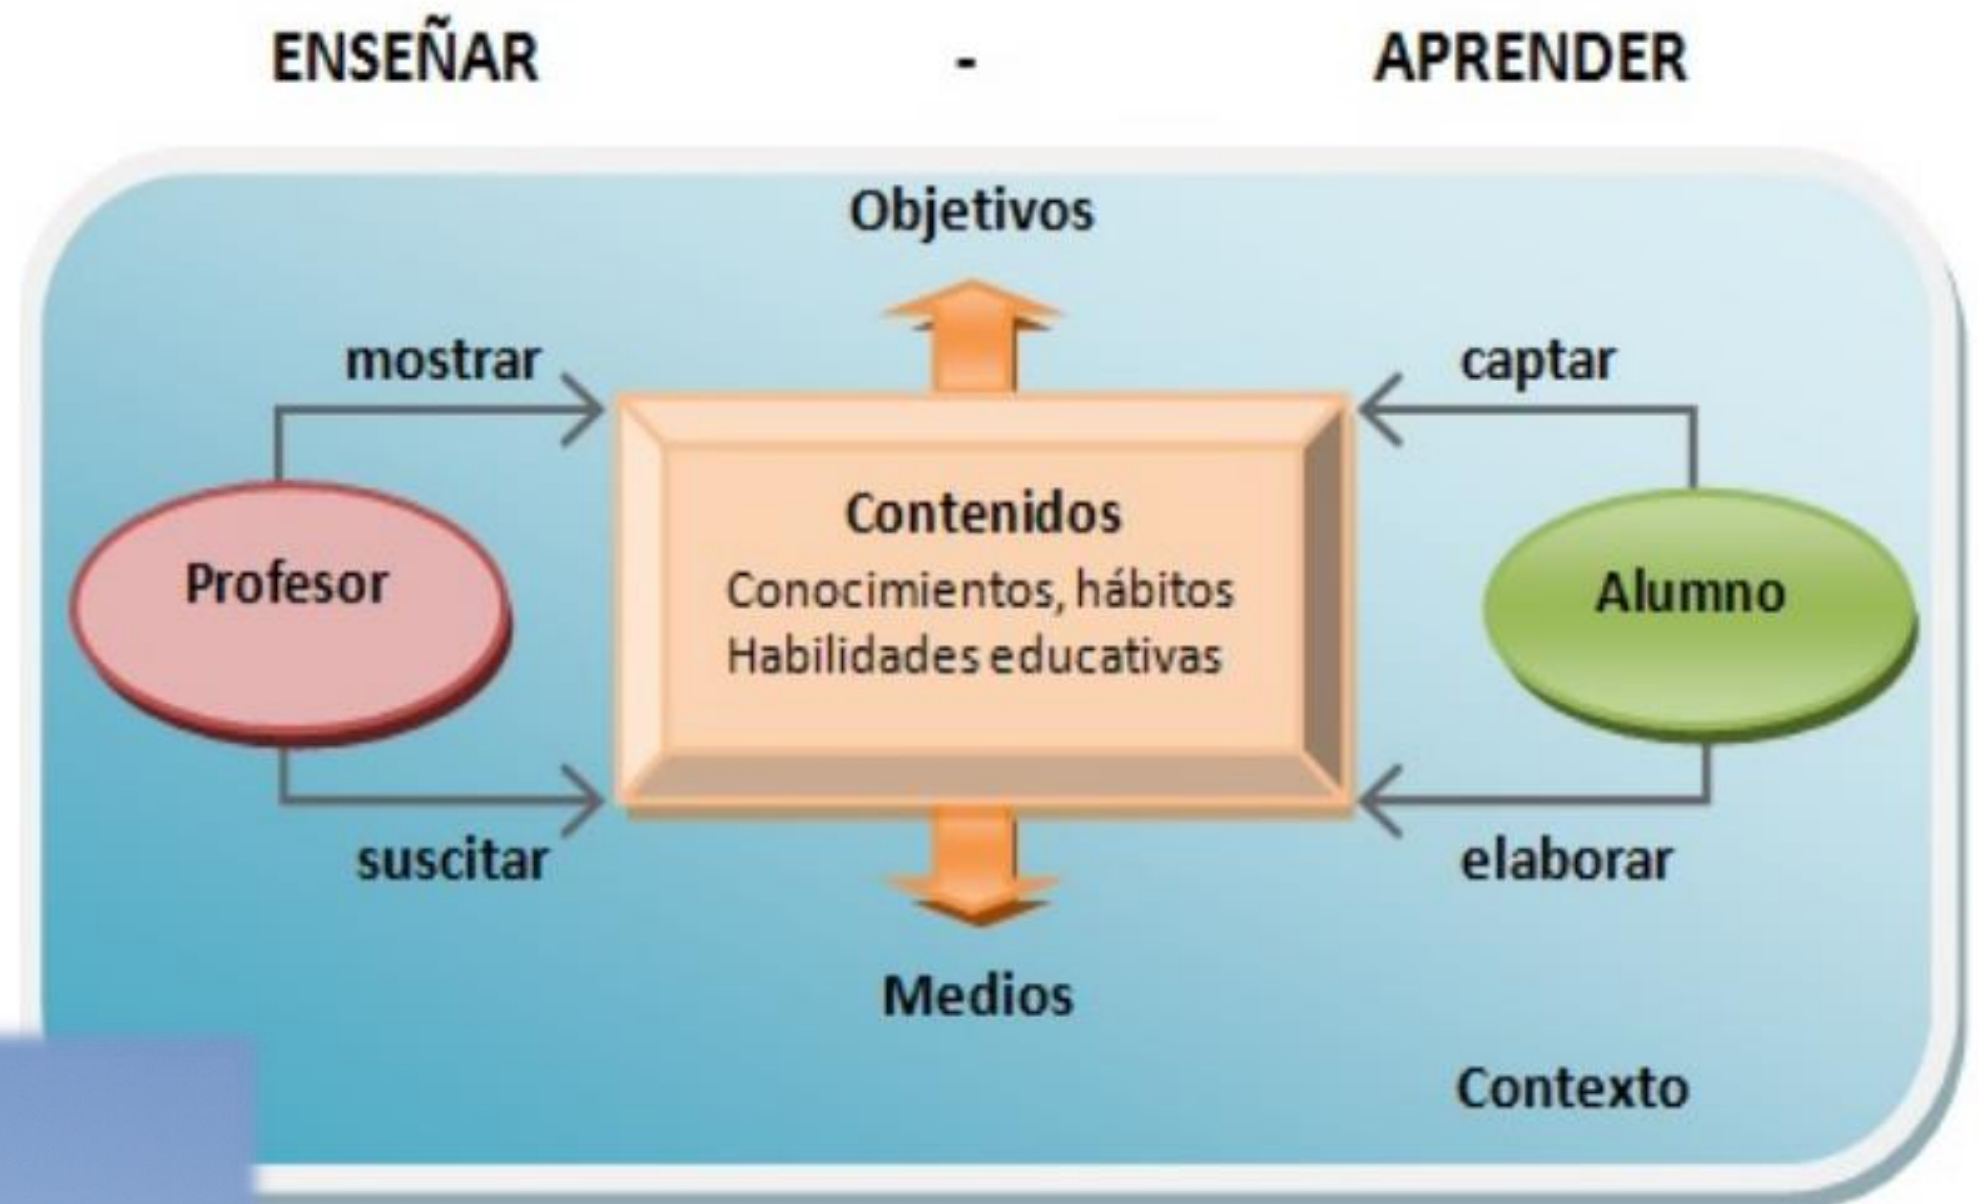 ENSEÑAR - APRENDER
Objetivos
mostrar
captar
Contenidos
Conocimientos, hábitos
Habilidades educativas
Profesor
Alumno
suscitar
elaborar
Medios
Contexto